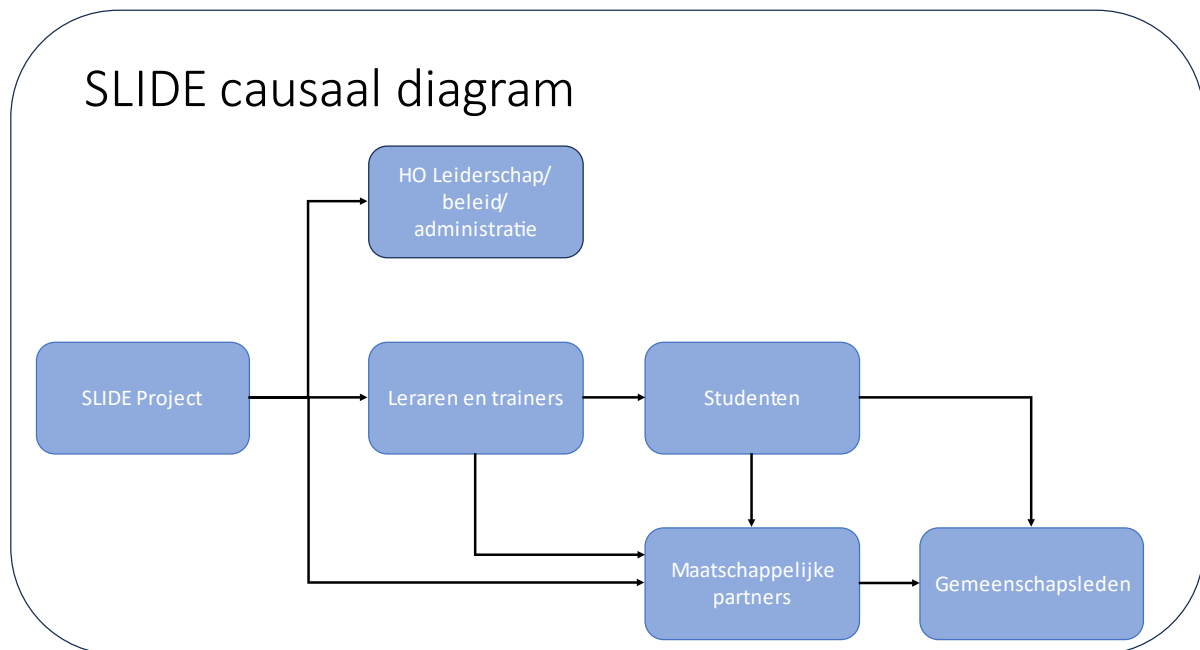 SLIDE causaal diagram
HO Leiderschap/
beleid/
administratie
SLIDE Project
Leraren en trainers
Studenten
Maatschappelijke
partners
Gemeenschapsleden